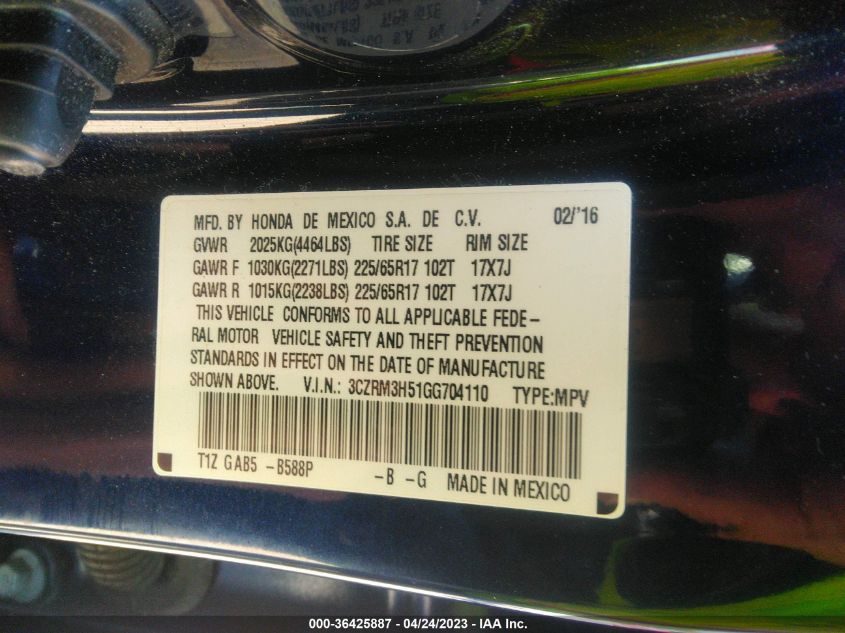 MFD. BY HONDA DE MEXICO S.A. DE C.V. 02/'16
GVWR 2025KG(4464LBS) TIRE SIZE RIM SIZE
GAWR F 1030KG(2271LBS) 225/65R17 102T 17X7J
GAWR R 1015KG(2238LBS) 225/65R17 102T 17X7J
THIS VEHICLE CONFORMS TO ALL APPLICABLE FEDE-
RAL MOTOR VEHICLE SAFETY AND THEFT PREVENTION
STANDARDS IN EFFECT ON THE DATE OF MANUFACTURE
SHOWN ABOVE. V.I.N.: 3CZRM3H51GG704110 TYPE:MPV
T1Z GAB5 -B588P -B -G MADE IN MEXICO
000-36425887 - 04/24/2023 - IAA Inc.